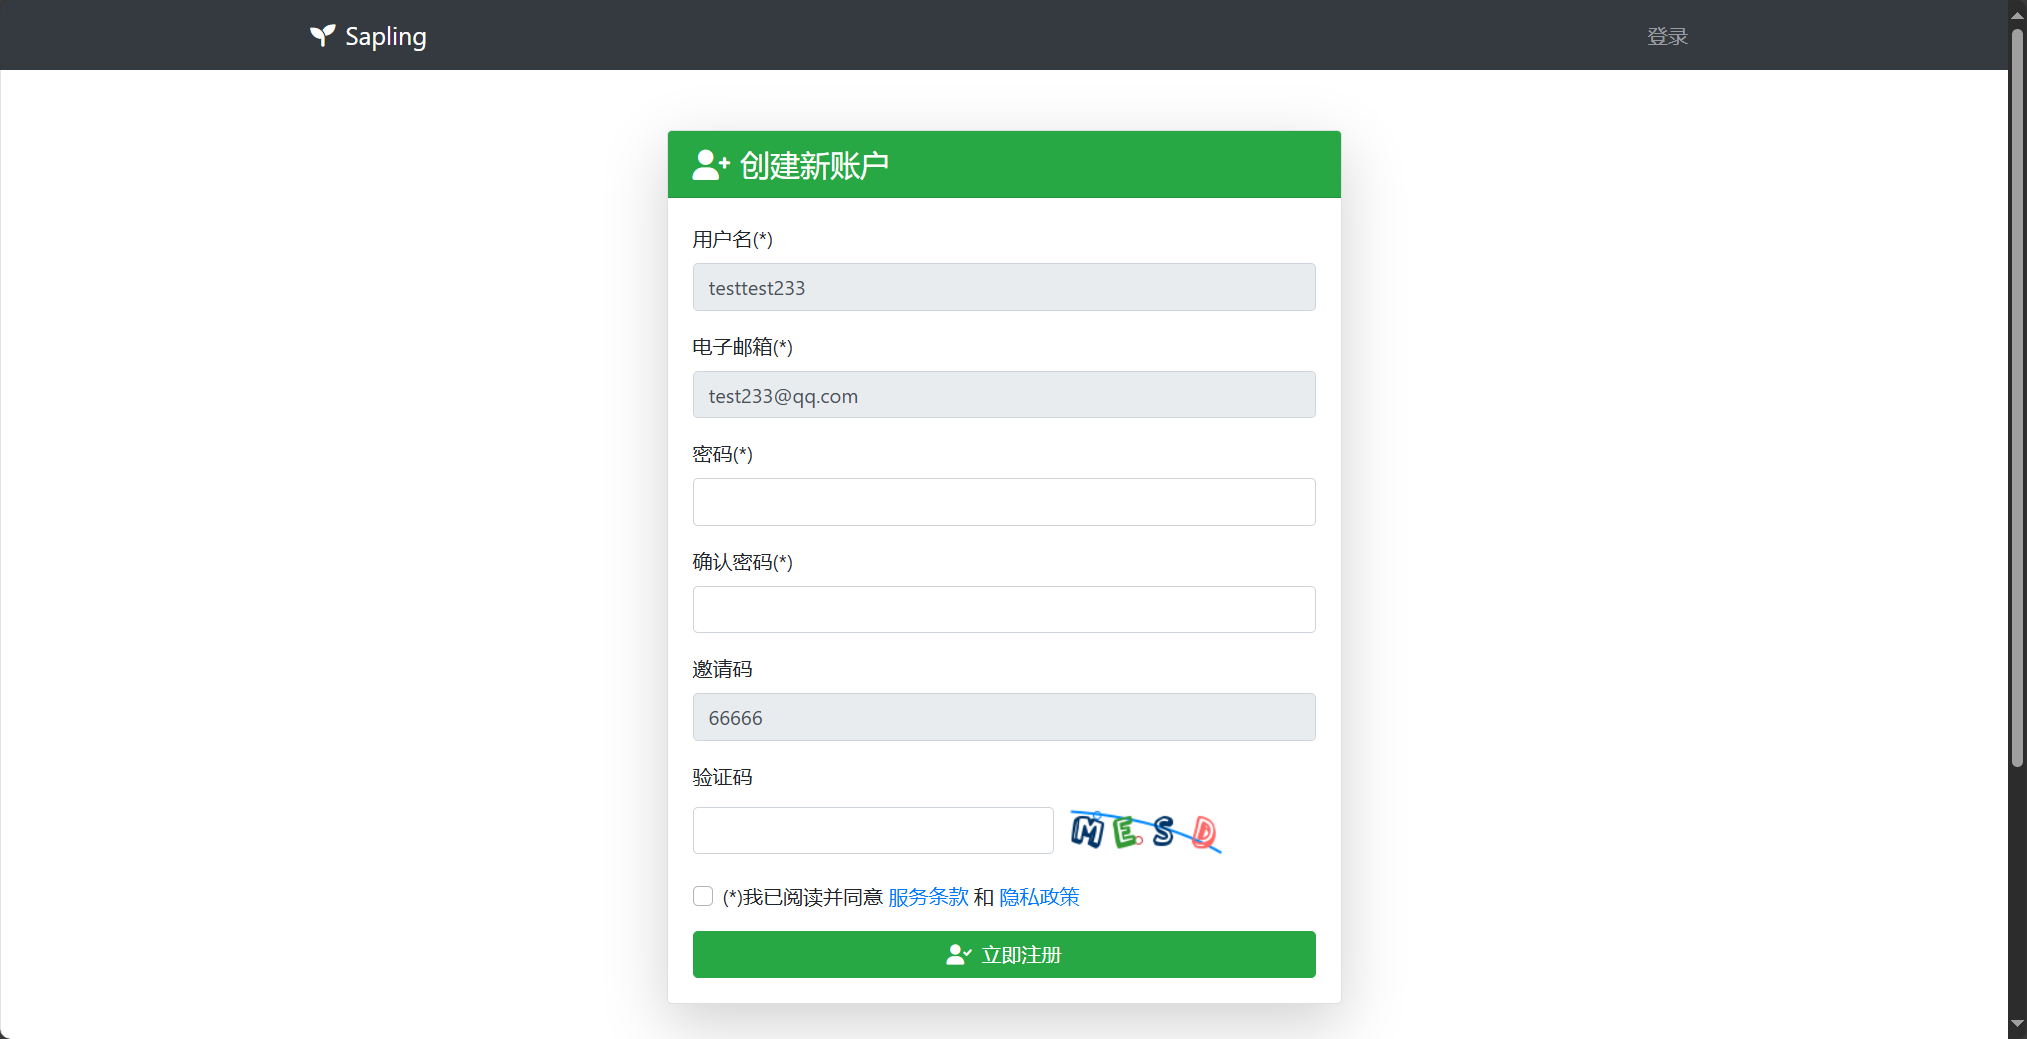 Sapling
登录
创建新账户
用户名(*)
testtest233
电子邮箱(*)
test233@qq.com
密码(*)
确认密码(*)
邀请码
66666
验证码
MESD
(*)我已阅读并同意 服务条款 和 隐私政策
立即注册